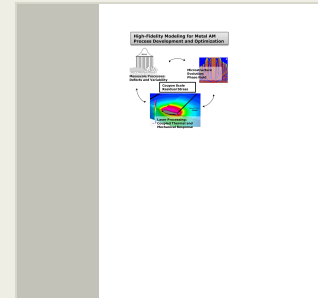 High-Fidelity Modeling for Metal AM
Process Development and Optimization
Microstructure
Evolution
Phase Field
Mesoscale Processes:
Defects and Variability
Coupon Scale
Residual Stress
Laser Processing:
Coupled Thermal and
Mechanical Response